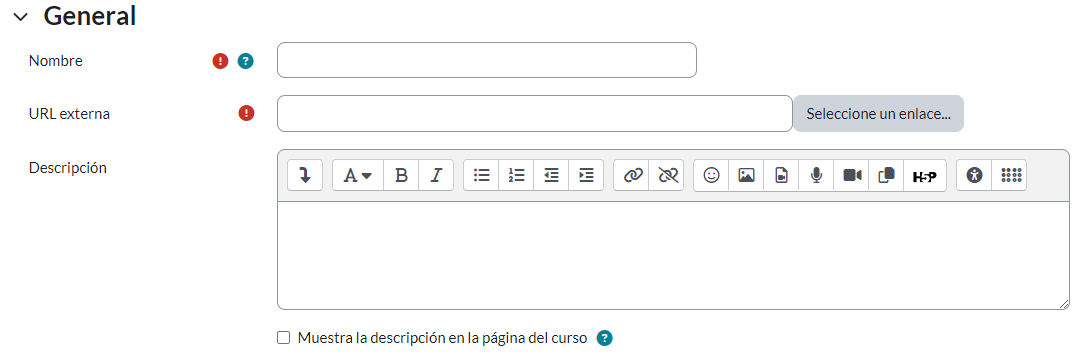 General
Nombre
URL externa
Seleccione un enlace...
Descripción
A B I
H5P
Muestra la descripción en la página del curso